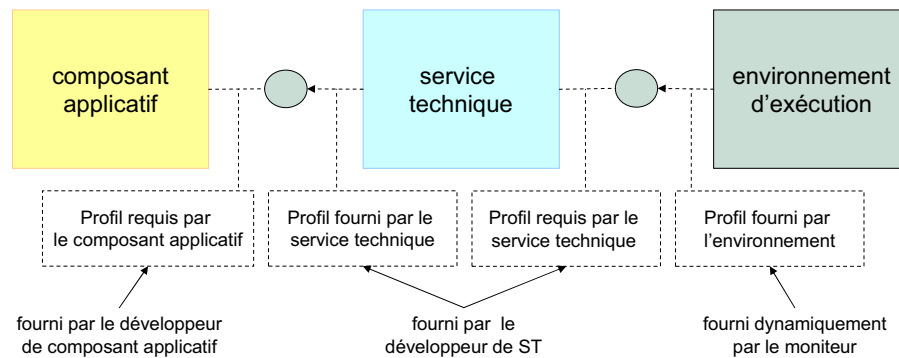 composant
applicatif
service
technique
environnement
d'exécution
Profil requis par
le composant applicatif
Profil fourni par le
service technique
Profil requis par le
service technique
Profil fourni par
l'environnement
fourni par le développeur
de composant applicatif
fourni par le
développeur de ST
fourni dynamiquement
par le moniteur